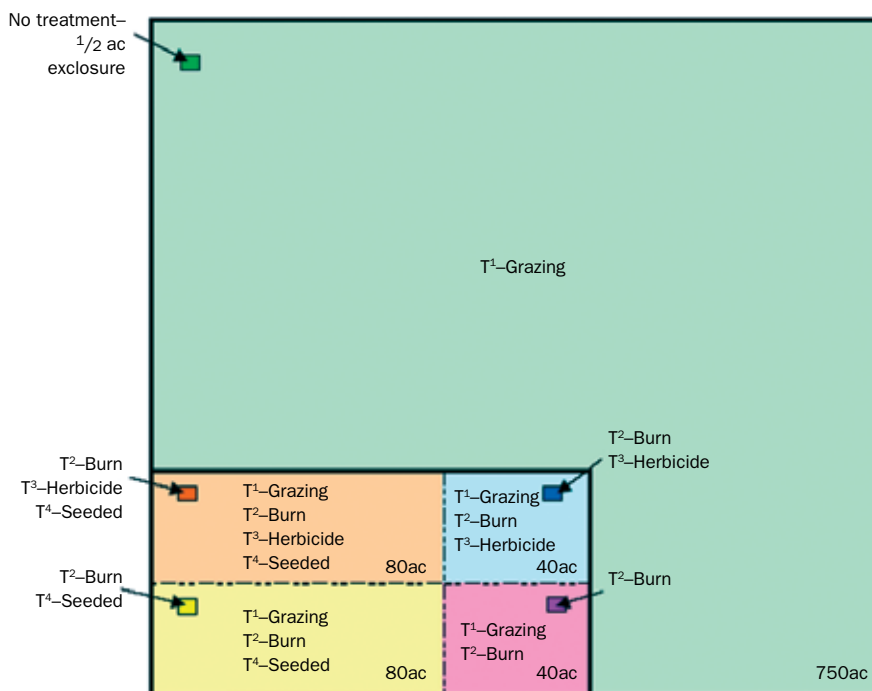 No treatment–
1/2 ac
exclosure
T¹–Grazing
T²–Burn
T³–Herbicide
T²–Burn
T³–Herbicide
T⁴–Seeded
T¹–Grazing
T²–Burn
T³–Herbicide
T⁴–Seeded
80ac
T¹–Grazing
T²–Burn
T³–Herbicide
40ac
T²–Burn
T⁴–Seeded
T¹–Grazing
T²–Burn
T⁴–Seeded
80ac
T¹–Grazing
T²–Burn
40ac
T²–Burn
750ac